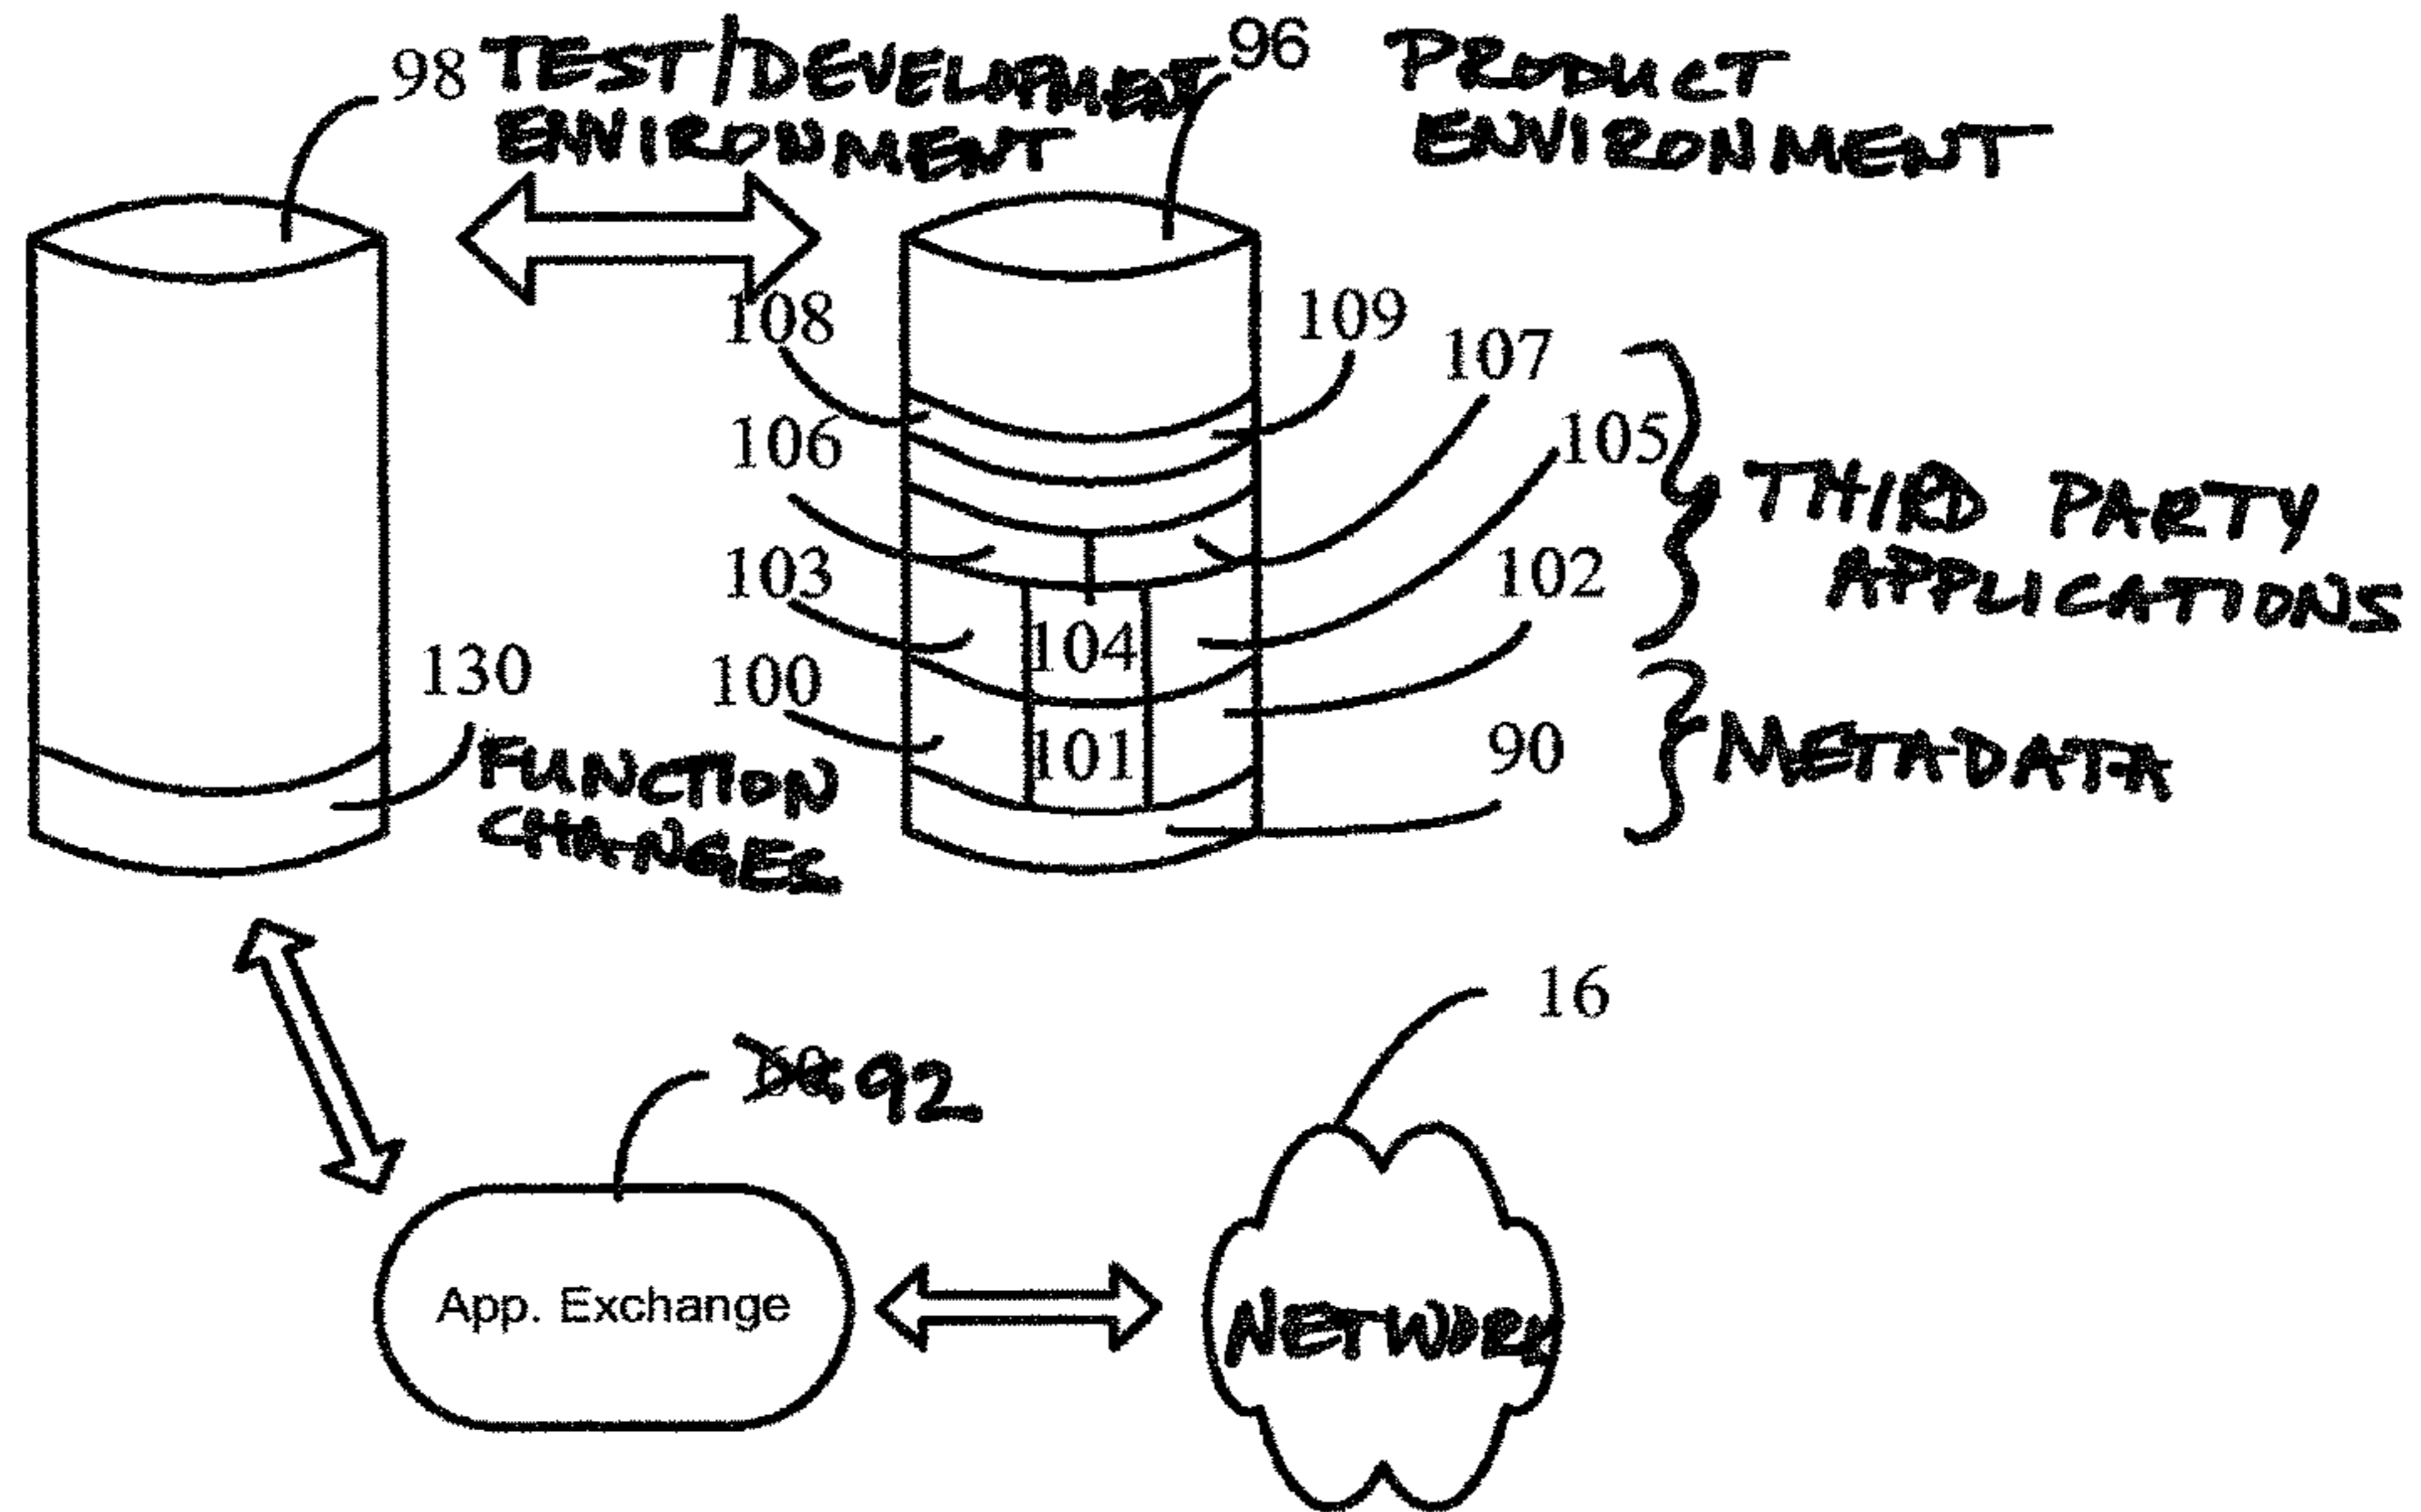 98 TEST/DEVELOPMENT
ENVIRONMENT
96 PRODUCT
ENVIRONMENT
108
109
107
106
105
THIRD PARTY
APPLICATIONS
103
102
104
130
100
101
90
METADATA
FUNCTION
CHANGES
16
92
App. Exchange
NETWORK